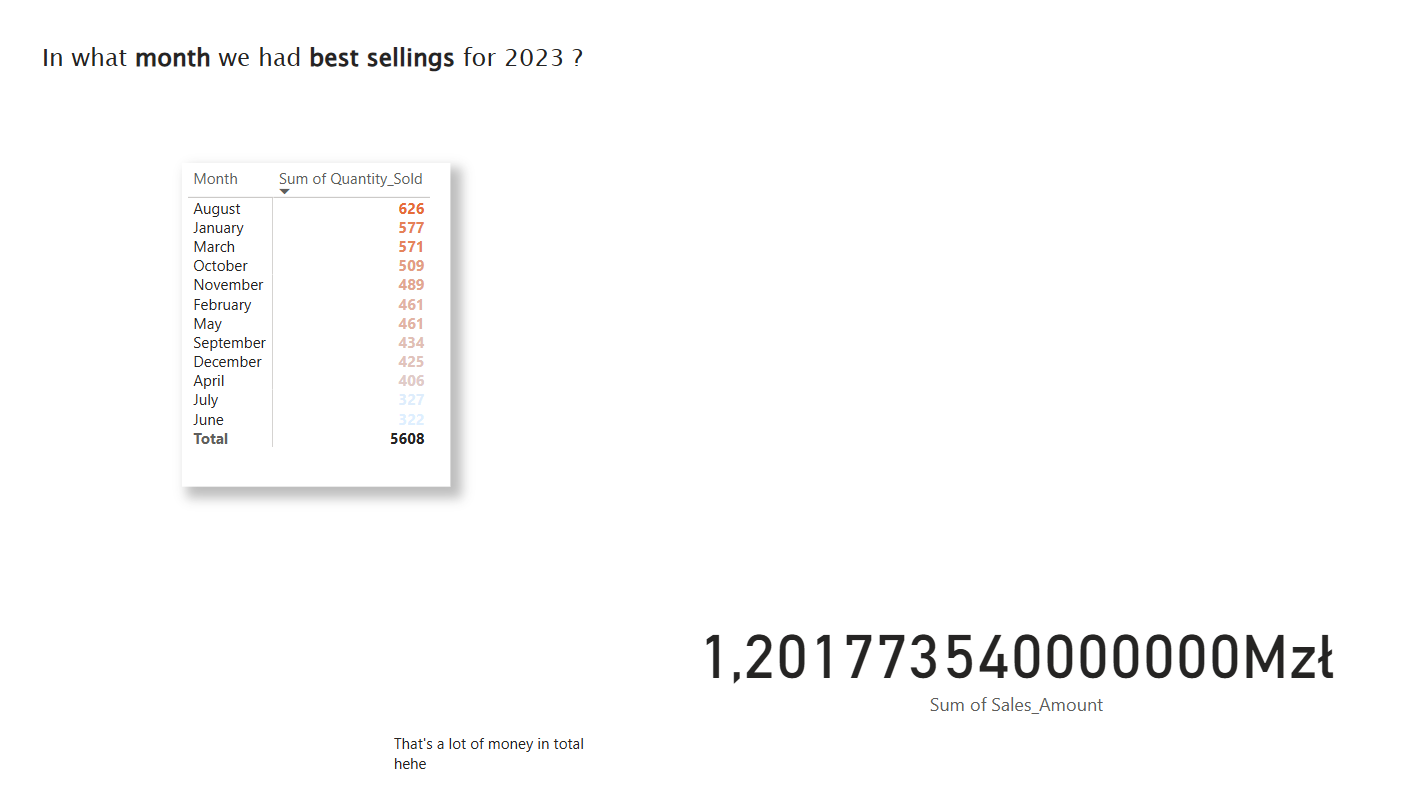 In what month we had best sellings for 2023 ?
Month Sum of Quantity_Sold
August 626
January 577
March 571
October 509
November 489
February 461
May 461
September 434
December 425
April 406
July 327
June 322
Total 5608
1,201773540000000Mzł
Sum of Sales_Amount
That's a lot of money in total
hehe